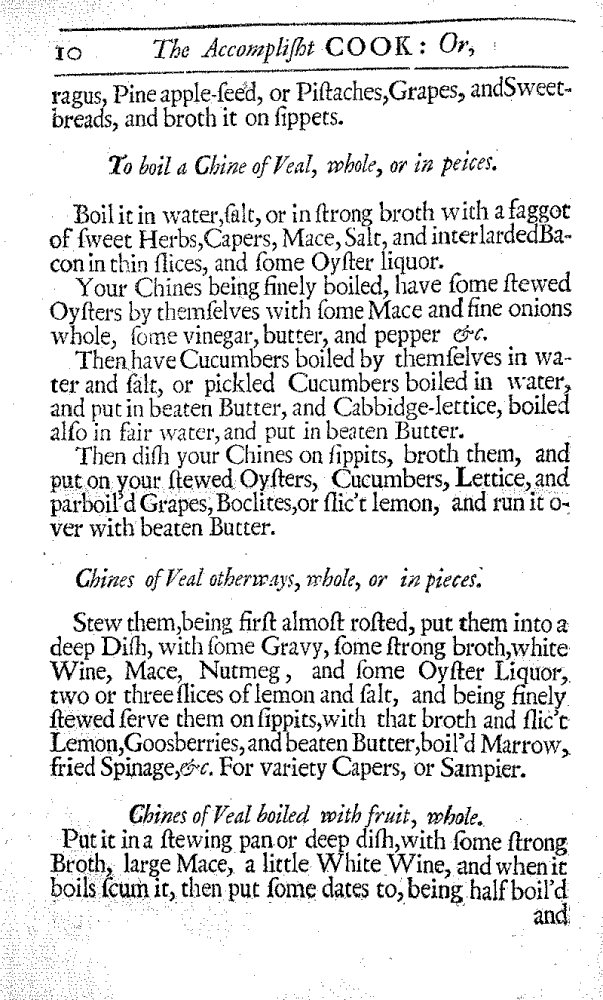 10 The Accompliſht COOK: Or,
ragus, Pine apple-ſeed, or Piſtaches,Grapes, andSweet-
breads, and broth it on ſippets.
To boil a Chine of Veal, whole, or in peices.
Boil it in water,ſalt, or in ſtrong broth with a faggot
of ſweet Herbs,Capers, Mace, Salt, and interlardedBa-
con in thin ſlices, and ſome Oyſter liquor.
Your Chines being finely boiled, have ſome ſtewed
Oyſters by themſelves with ſome Mace and fine onions
whole, ſome vinegar, butter, and pepper &c.
Then have Cucumbers boiled by themſelves in wa-
ter and ſalt, or pickled Cucumbers boiled in water,
and put in beaten Butter, and Cabbidge-lettice, boiled
alſo in fair water, and put in beaten Butter.
Then diſh your Chines on ſippits, broth them, and
put on your ſtewed Oyſters, Cucumbers, Lettice, and
parboil'd Grapes, Boclites,or ſlic't lemon, and run it o-
ver with beaten Butter.
Chines of Veal otherways, whole, or in pieces.
Stew them,being firſt almoſt roſted, put them into a
deep Diſh, with ſome Gravy, ſome ſtrong broth,white
Wine, Mace, Nutmeg, and ſome Oyſter Liquor,
two or three ſlices of lemon and ſalt, and being finely
ſtewed ſerve them on ſippits,with that broth and ſlic't
Lemon,Goosberries, and beaten Butter,boil'd Marrow,
fried Spinage,&c. For variety Capers, or Sampier.
Chines of Veal boiled with fruit, whole.
Put it in a ſtewing pan or deep diſh,with ſome ſtrong
Broth, large Mace, a little White Wine, and when it
boils ſcum it, then put ſome dates to, being half boil'd
and